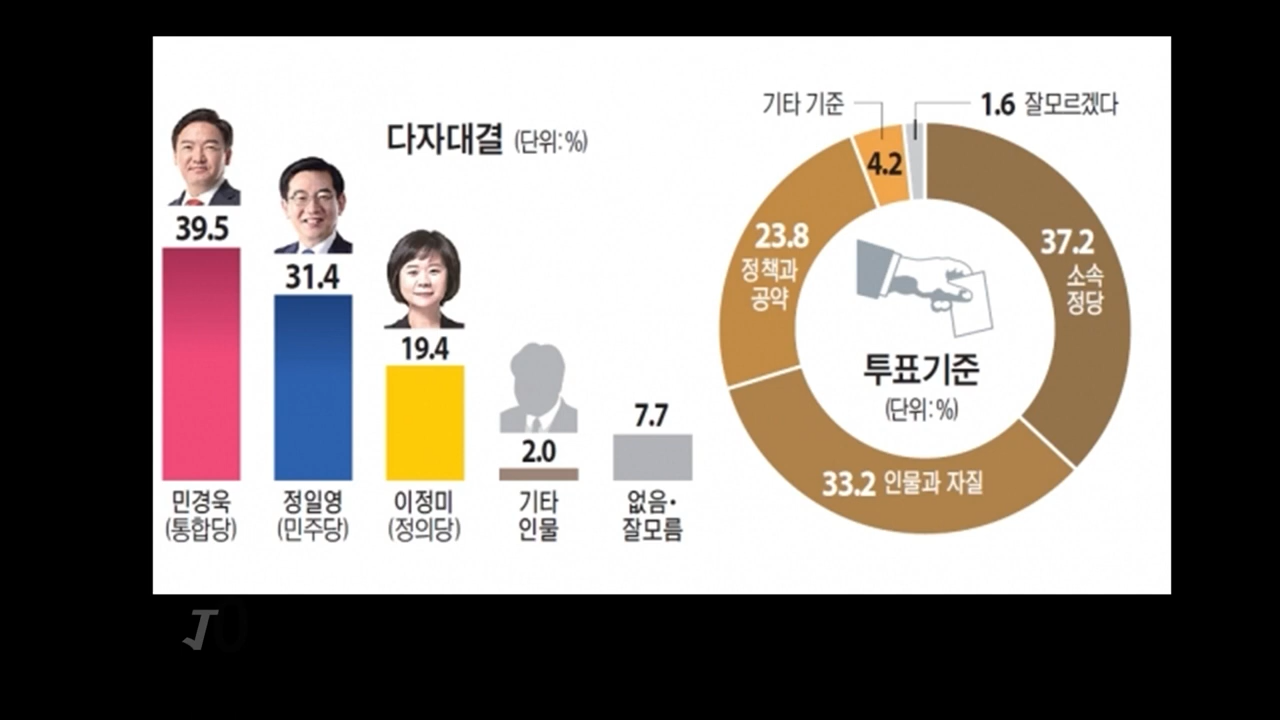 다자대결 (단위:%)
39.5
31.4
19.4
2.0
7.7
민경욱
(통합당)
정일영
(민주당)
이정미
(정의당)
기타
인물
없음·
잘모름
기타 기준
1.6 잘모르겠다
4.2
23.8
정책과
공약
37.2
소속
정당
투표기준
(단위:%)
33.2 인물과 자질